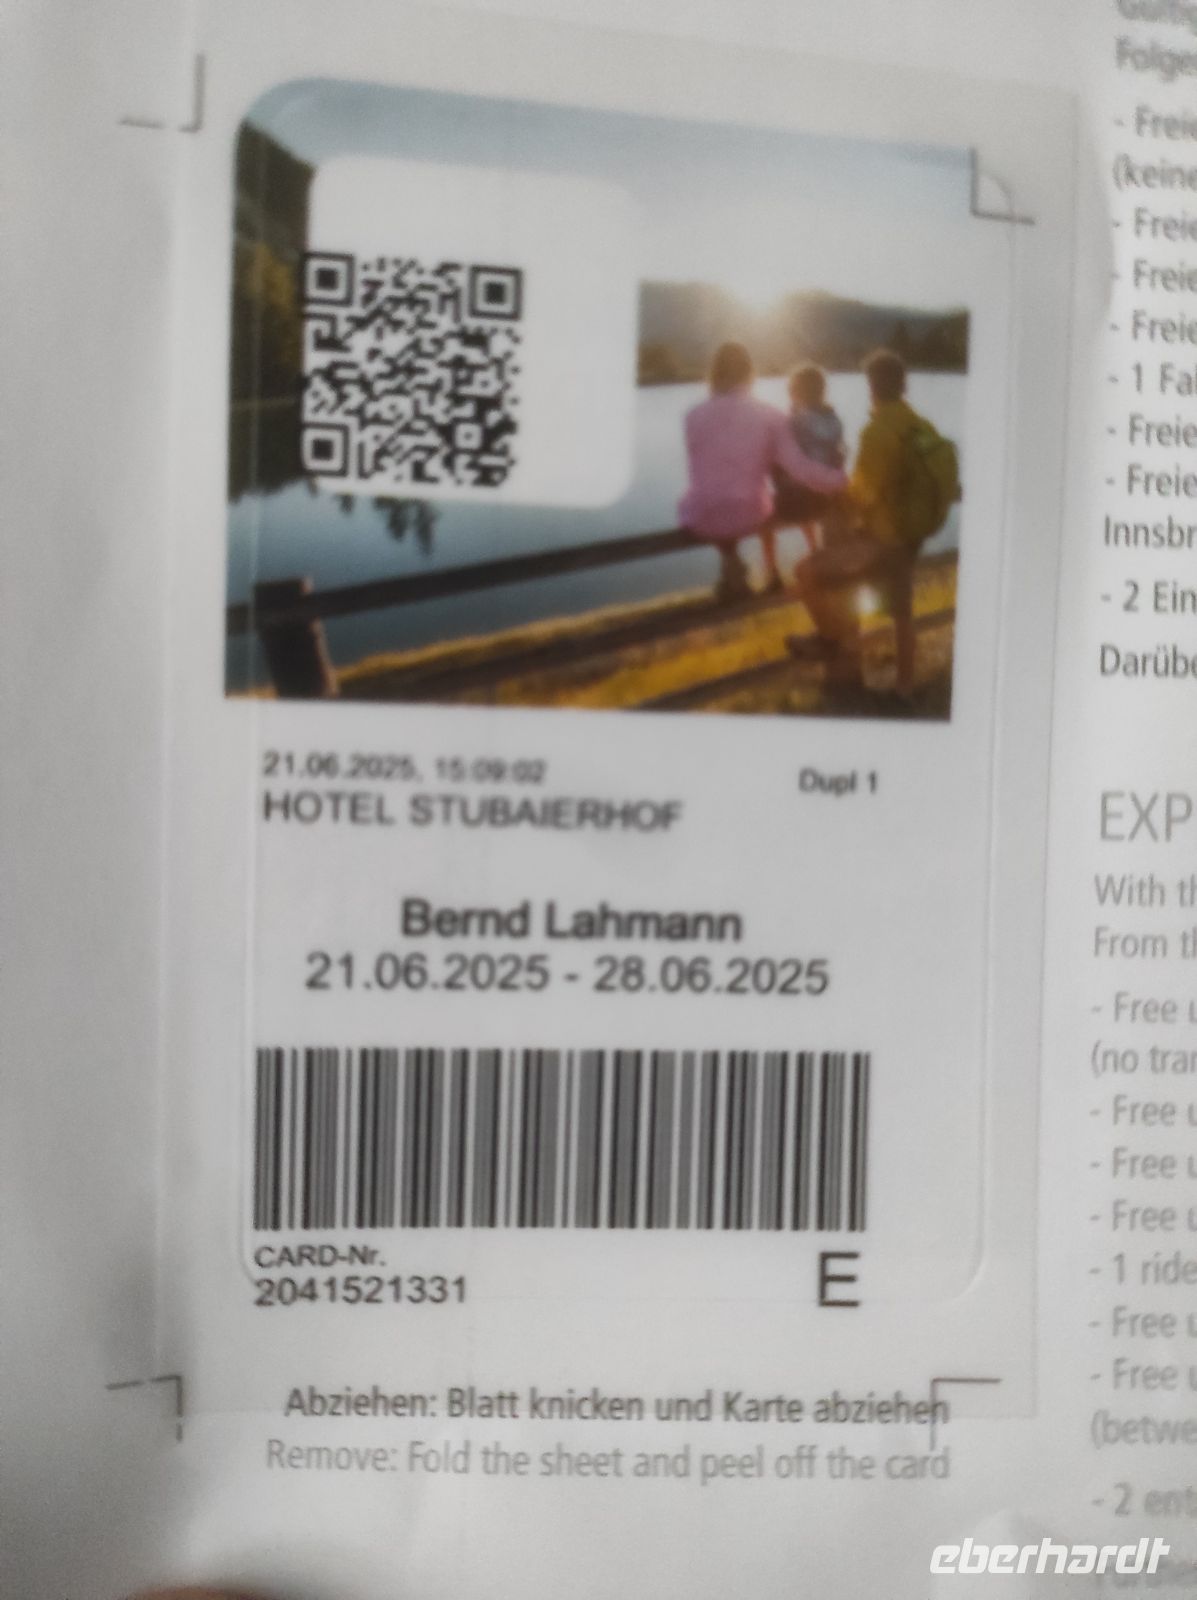 Folge
- Freie
(keine
- Freie
- Freie
- Freie
- 1 Fa
- Freie
- Freie
Innsbr
- 2 Ein
Darübe
21.06.2025, 15:09:02
Dupl 1
HOTEL STUBAIERHOF
EXP
Bernd Lahmann
21.06.2025 - 28.06.2025
With th
From th
- Free u
(no tran
- Free u
- Free u
- Free u
- 1 ride
- Free u
- Free u
(betwe
- 2 ent
CARD-Nr.
2041521331
E
Abziehen: Blatt knicken und Karte abziehen
Remove: Fold the sheet and peel off the card
eberhardt